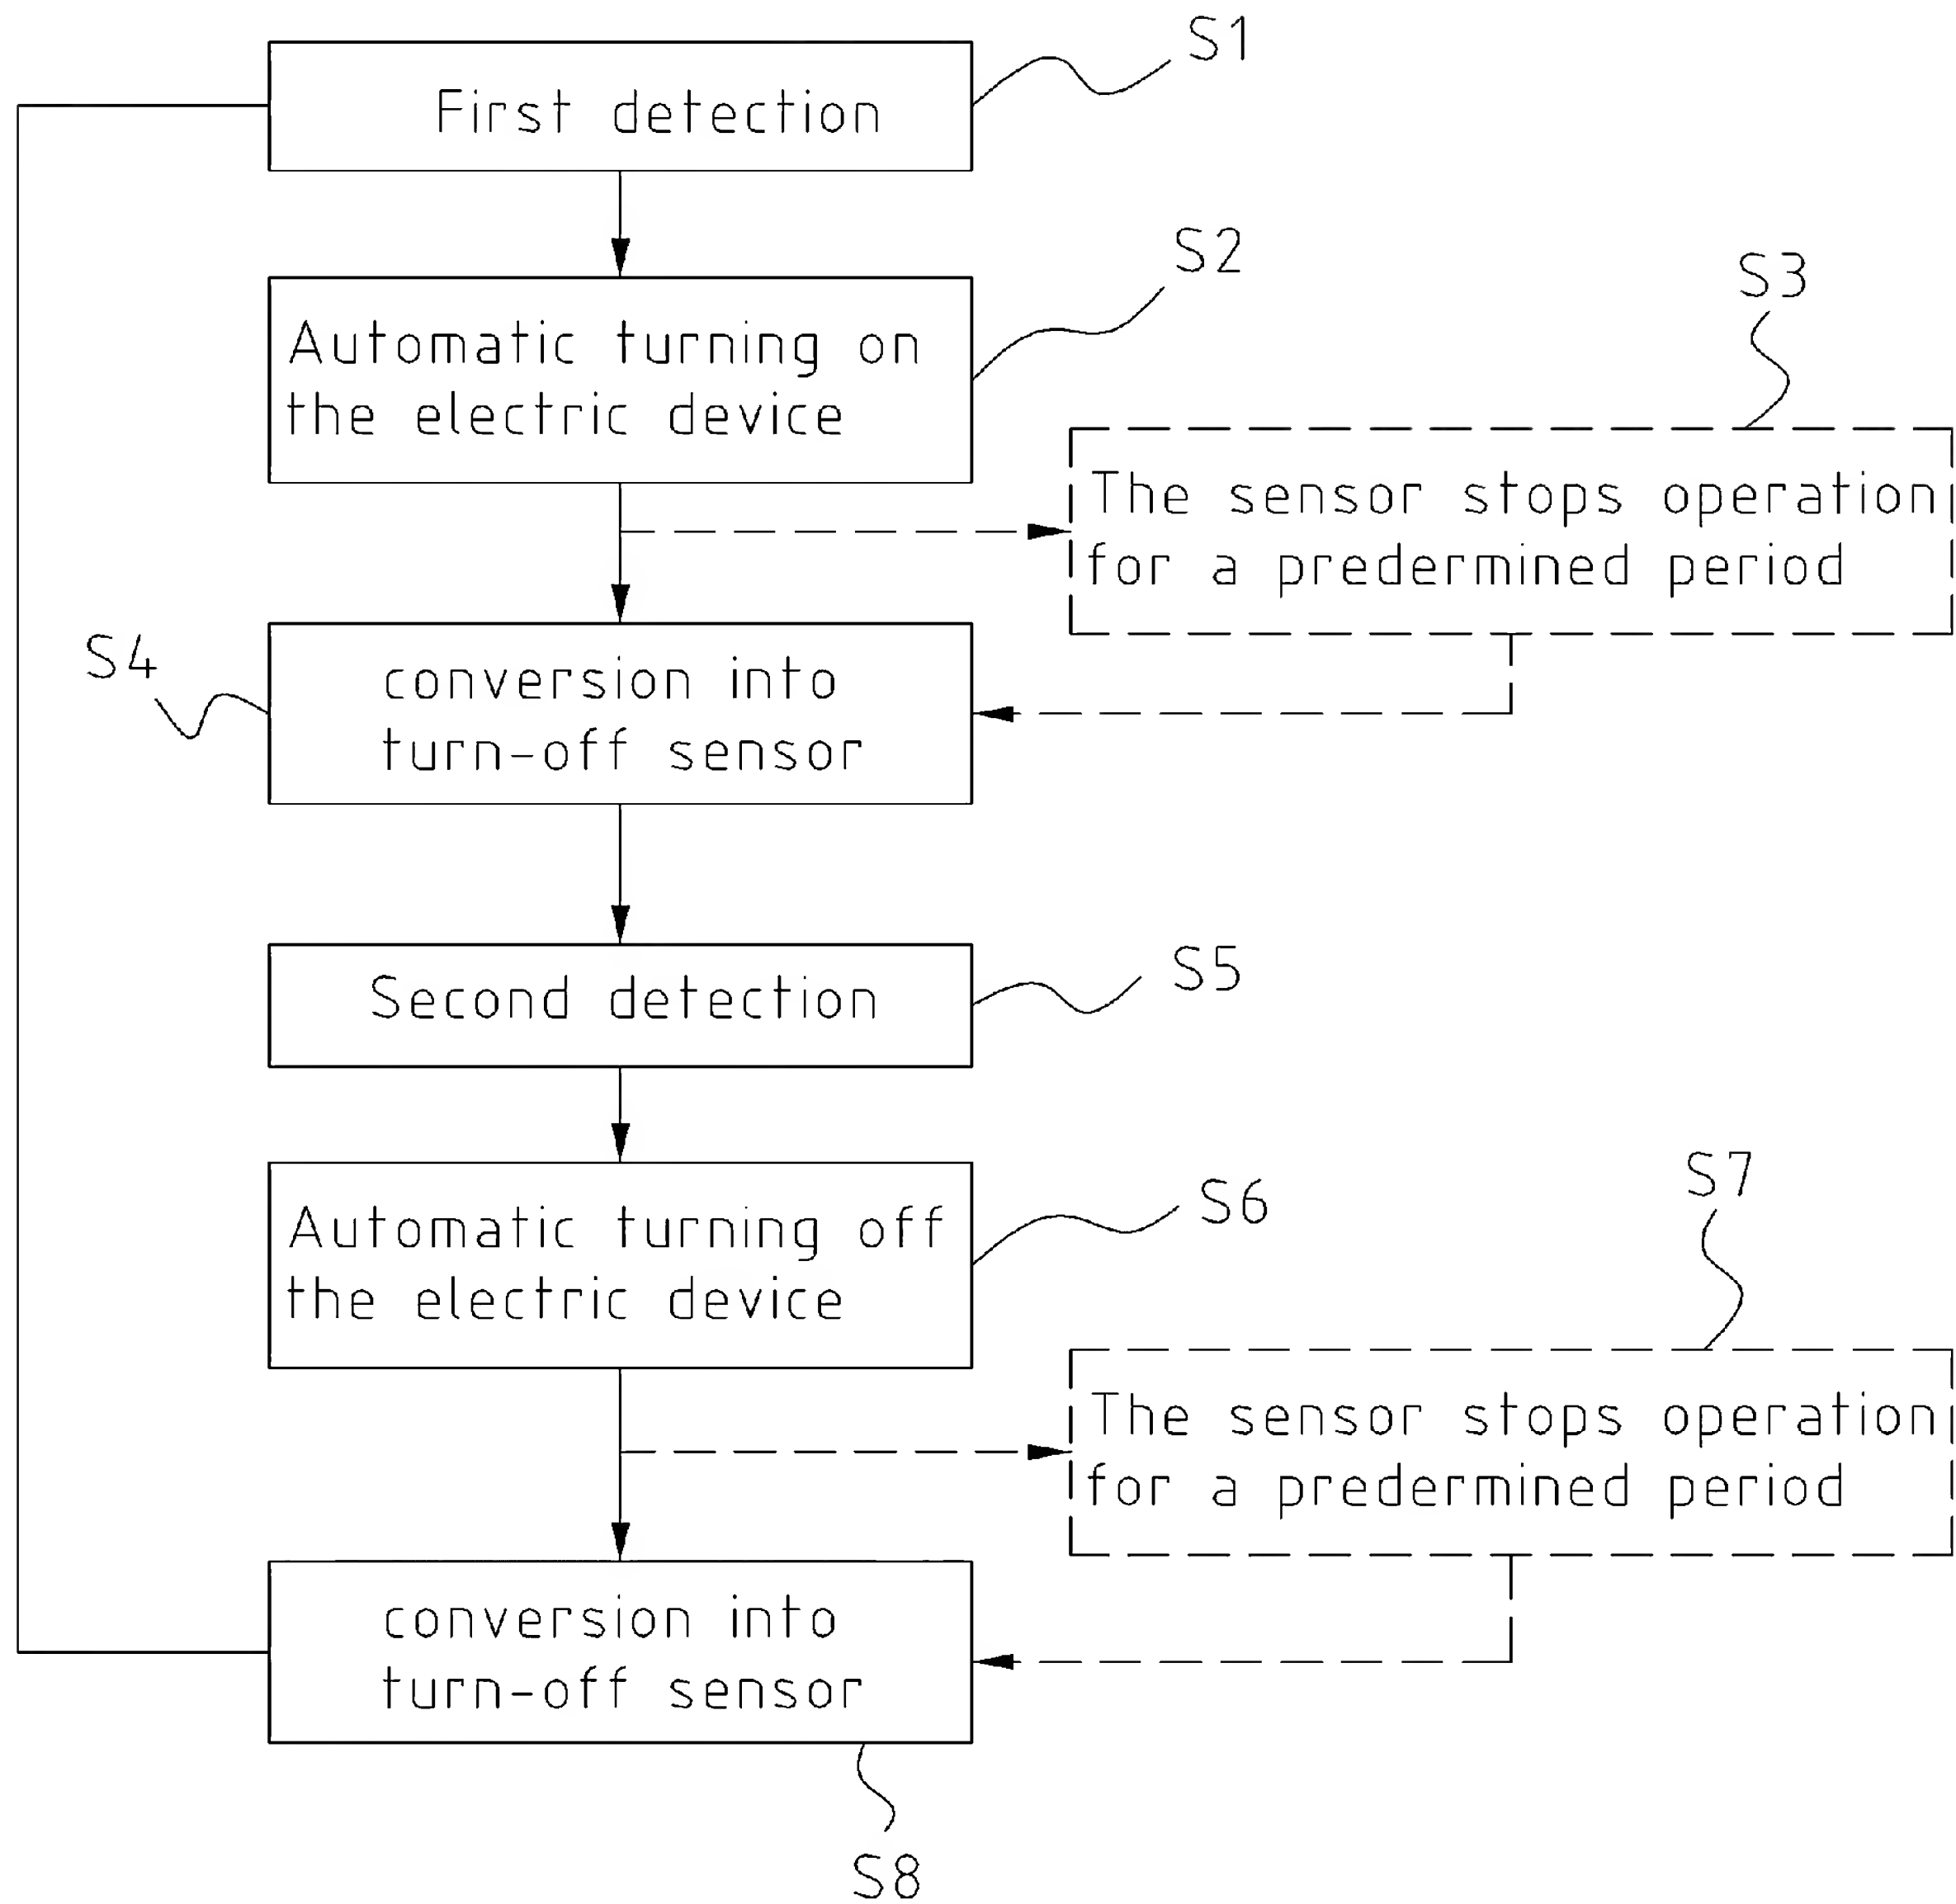 S1
First detection
S2
Automatic turning on
the electric device
S3
The sensor stops operation
for a predermined period
S4
conversion into
turn-off sensor
S5
Second detection
S6
Automatic turning off
the electric device
S7
The sensor stops operation
for a predermined period
conversion into
turn-off sensor
S8